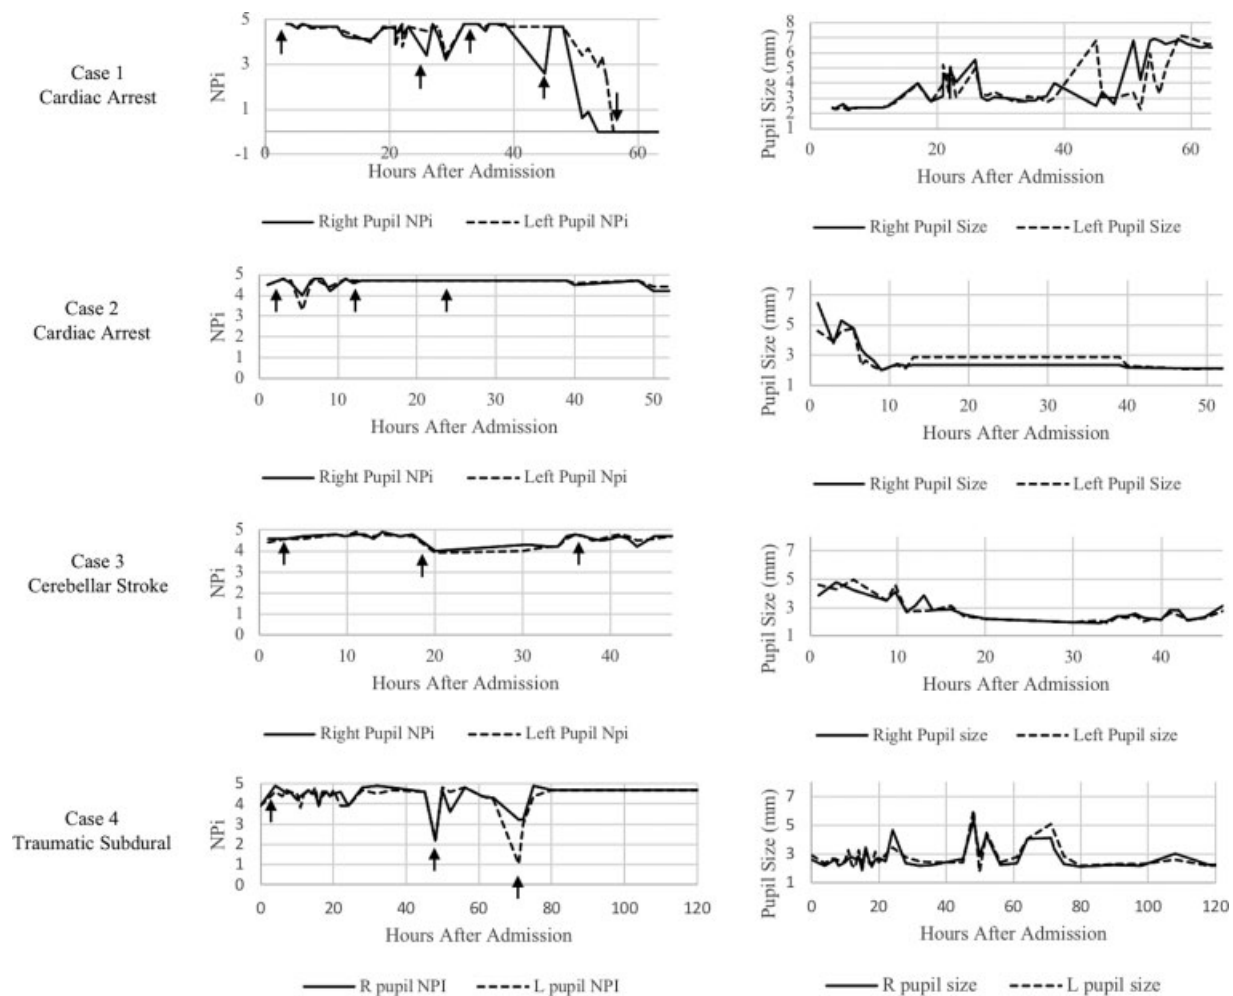 Case 1
Cardiac Arrest
NPi
5
3
1
-1
0 20 40 60
Hours After Admission
Right Pupil NPi Left Pupil NPi
Pupil Size (mm)
8
7
6
5
4
3
2
1
0 20 40 60
Hours After Admission
Right Pupil Size Left Pupil Size
Case 2
Cardiac Arrest
NPi
5
4
3
2
1
0
0 10 20 30 40 50
Hours After Admission
Right Pupil NPi Left Pupil Npi
Pupil Size (mm)
7
5
3
1
0 10 20 30 40 50
Hours After Admission
Right Pupil Size Left Pupil Size
Case 3
Cerebellar Stroke
NPi
5
4
3
2
1
0
0 10 20 30 40
Hours After Admission
Right Pupil NPi Left Pupil Npi
Pupil Size (mm)
7
5
3
1
0 10 20 30 40
Hours After Admission
Right Pupil size Left Pupil size
Case 4
Traumatic Subdural
NPi
5
4
3
2
1
0
0 20 40 60 80 100 120
Hours After Admission
R pupil NPI L pupil NPI
Pupil Size (mm)
7
5
3
1
0 20 40 60 80 100 120
Hours After Admission
R pupil size L pupil size